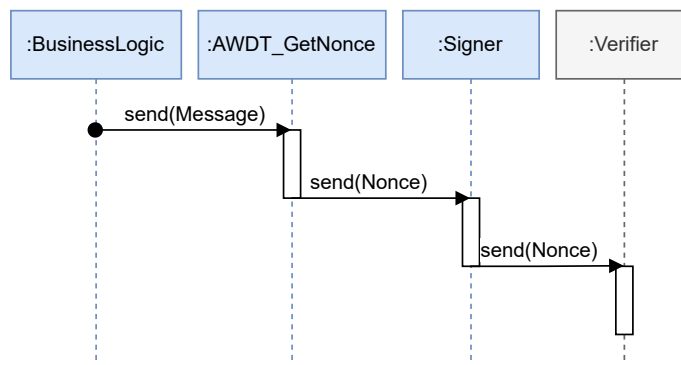 :BusinessLogic
:AWDT_GetNonce
:Signer
:Verifier
send(Message)
send(Nonce)
send(Nonce)